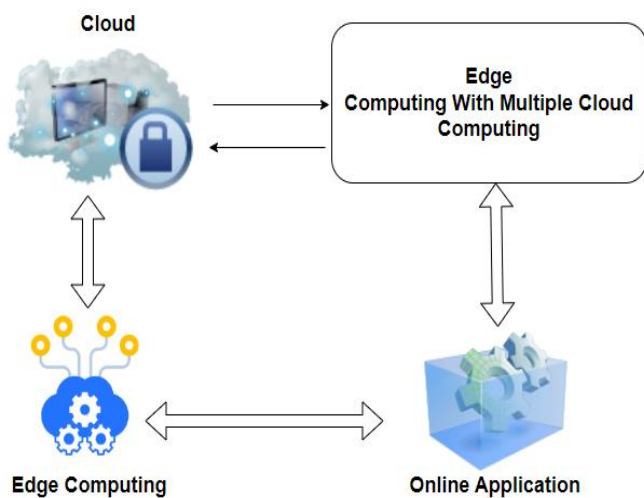 Cloud
Edge
Computing With Multiple Cloud
Computing
Edge Computing
Online Application